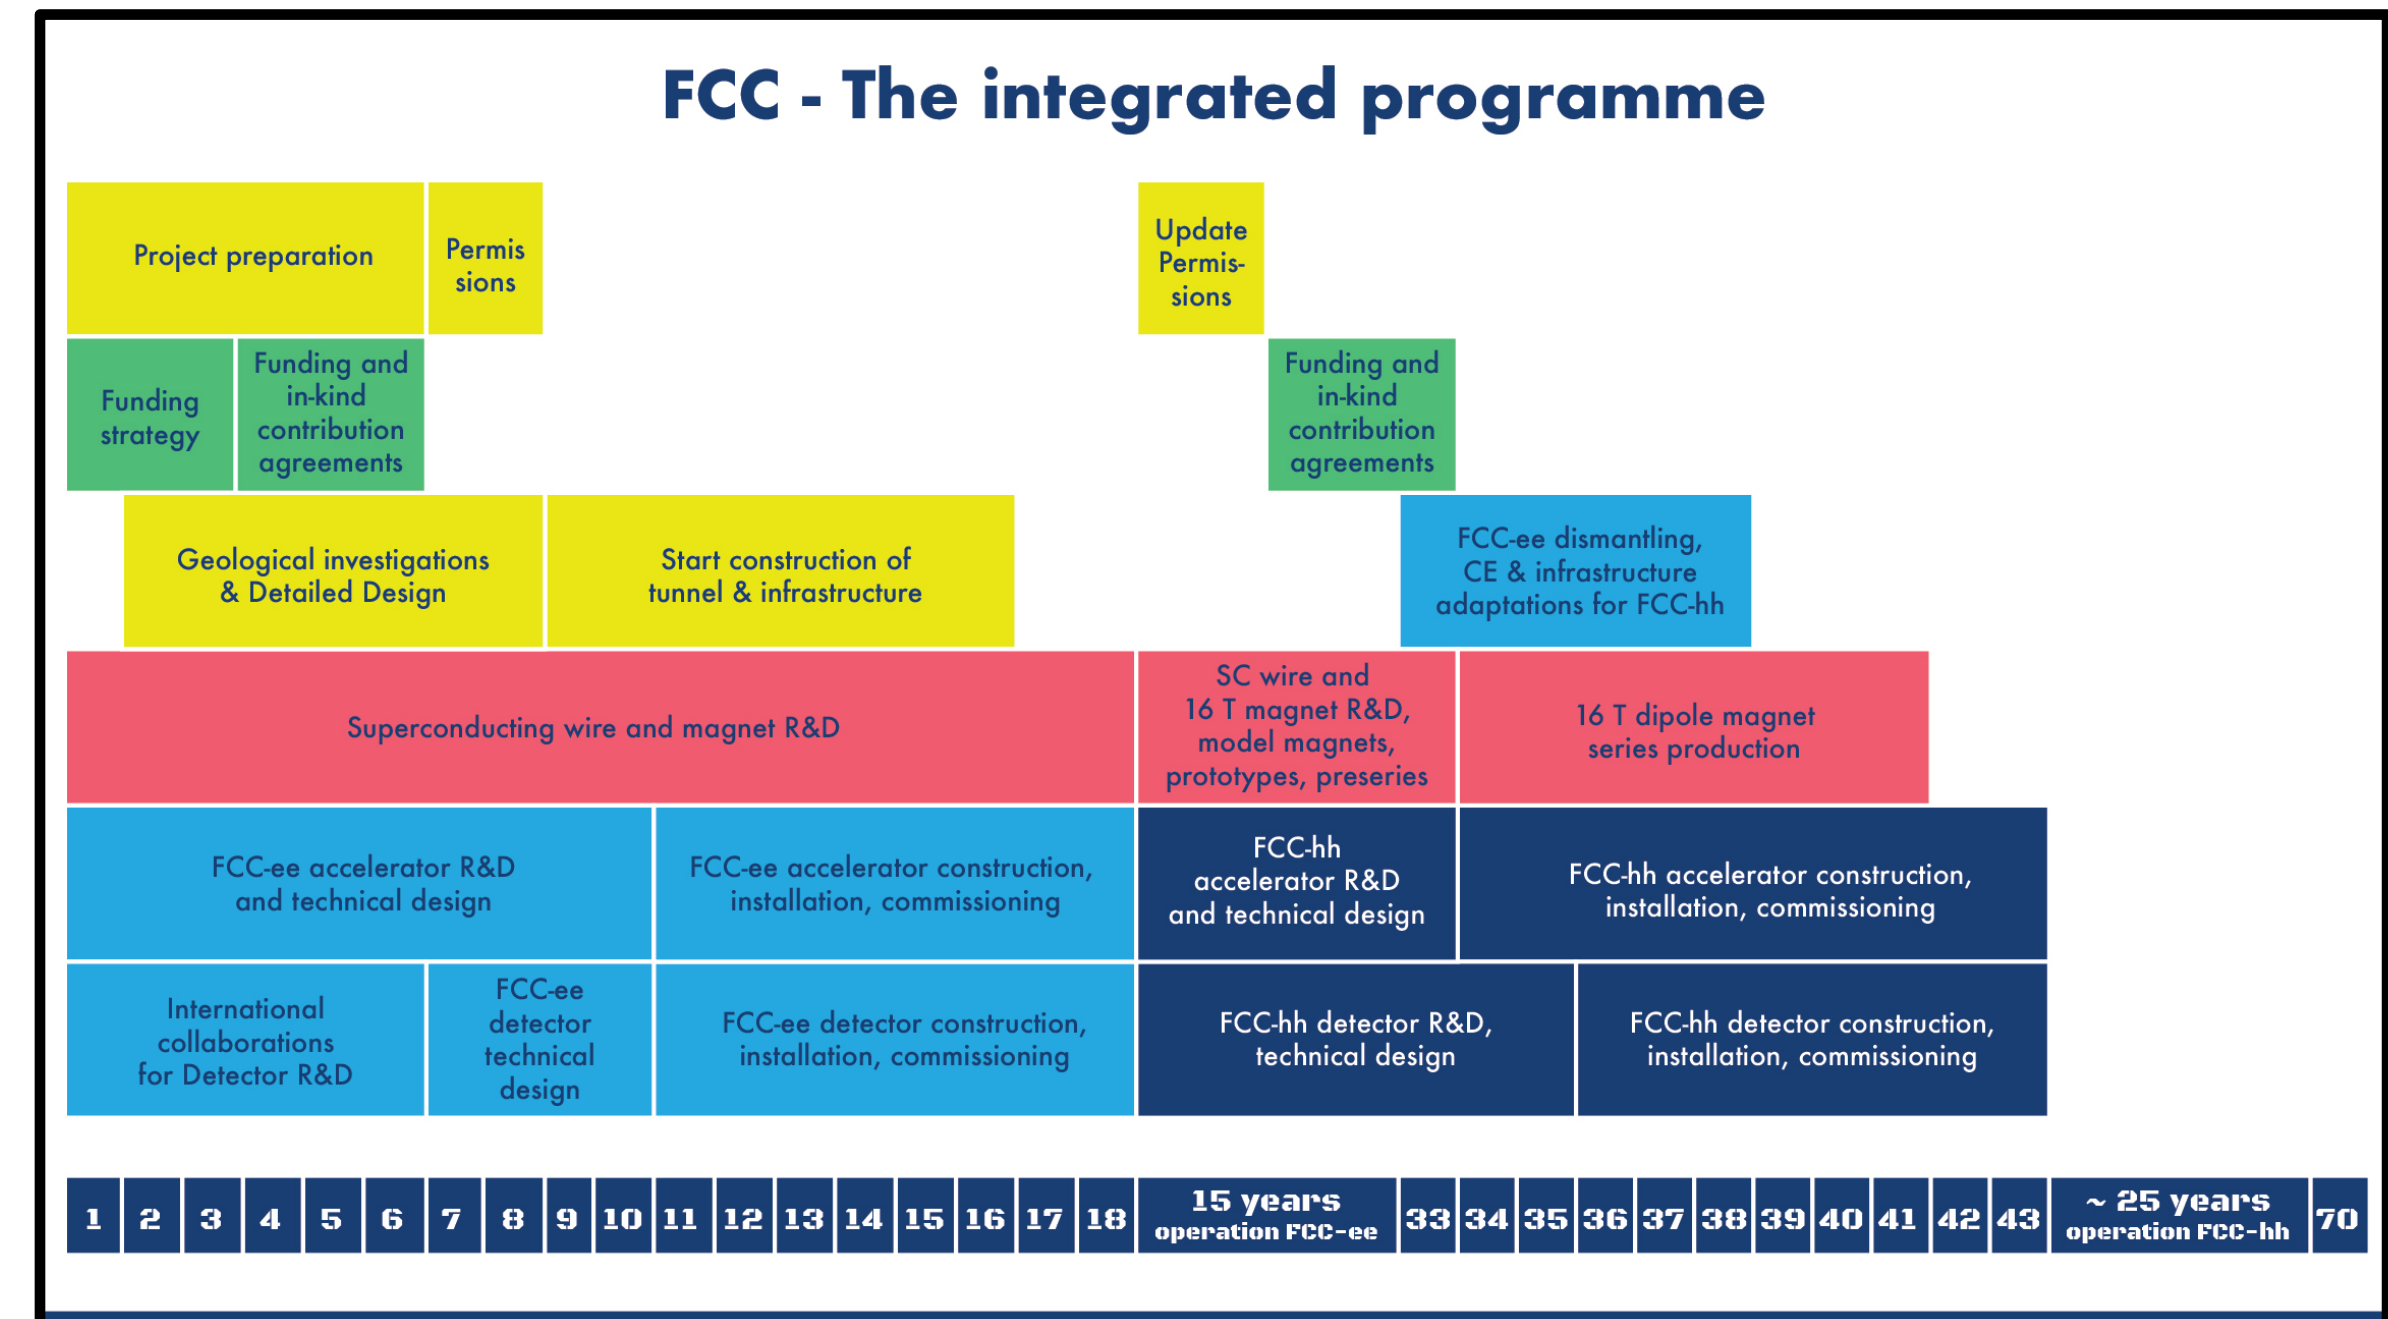 FCC - The integrated programme
Project preparation
Permis
sions
Update
Permis-
sions
Funding
strategy
Funding and
in-kind
contribution
agreements
Funding and
in-kind
contribution
agreements
Geological investigations
& Detailed Design
Start construction of
tunnel & infrastructure
FCC-ee dismantling,
CE & infrastructure
adaptations for FCC-hh
Superconducting wire and magnet R&D
SC wire and
16 T magnet R&D,
model magnets,
prototypes, preseries
16 T dipole magnet
series production
FCC-ee accelerator R&D
and technical design
FCC-ee accelerator construction,
installation, commissioning
FCC-hh
accelerator R&D
and technical design
FCC-hh accelerator construction,
installation, commissioning
International
collaborations
for Detector R&D
FCC-ee
detector
technical
design
FCC-ee detector construction,
installation, commissioning
FCC-hh detector R&D,
technical design
FCC-hh detector construction,
installation, commissioning
1 2 3 4 5 6 7 8 9 10 11 12 13 14 15 16 17 18
15 years
operation FCC-ee
33 34 35 36 37 38 39 40 41 42 43
~ 25 years
operation FCC-hh
70